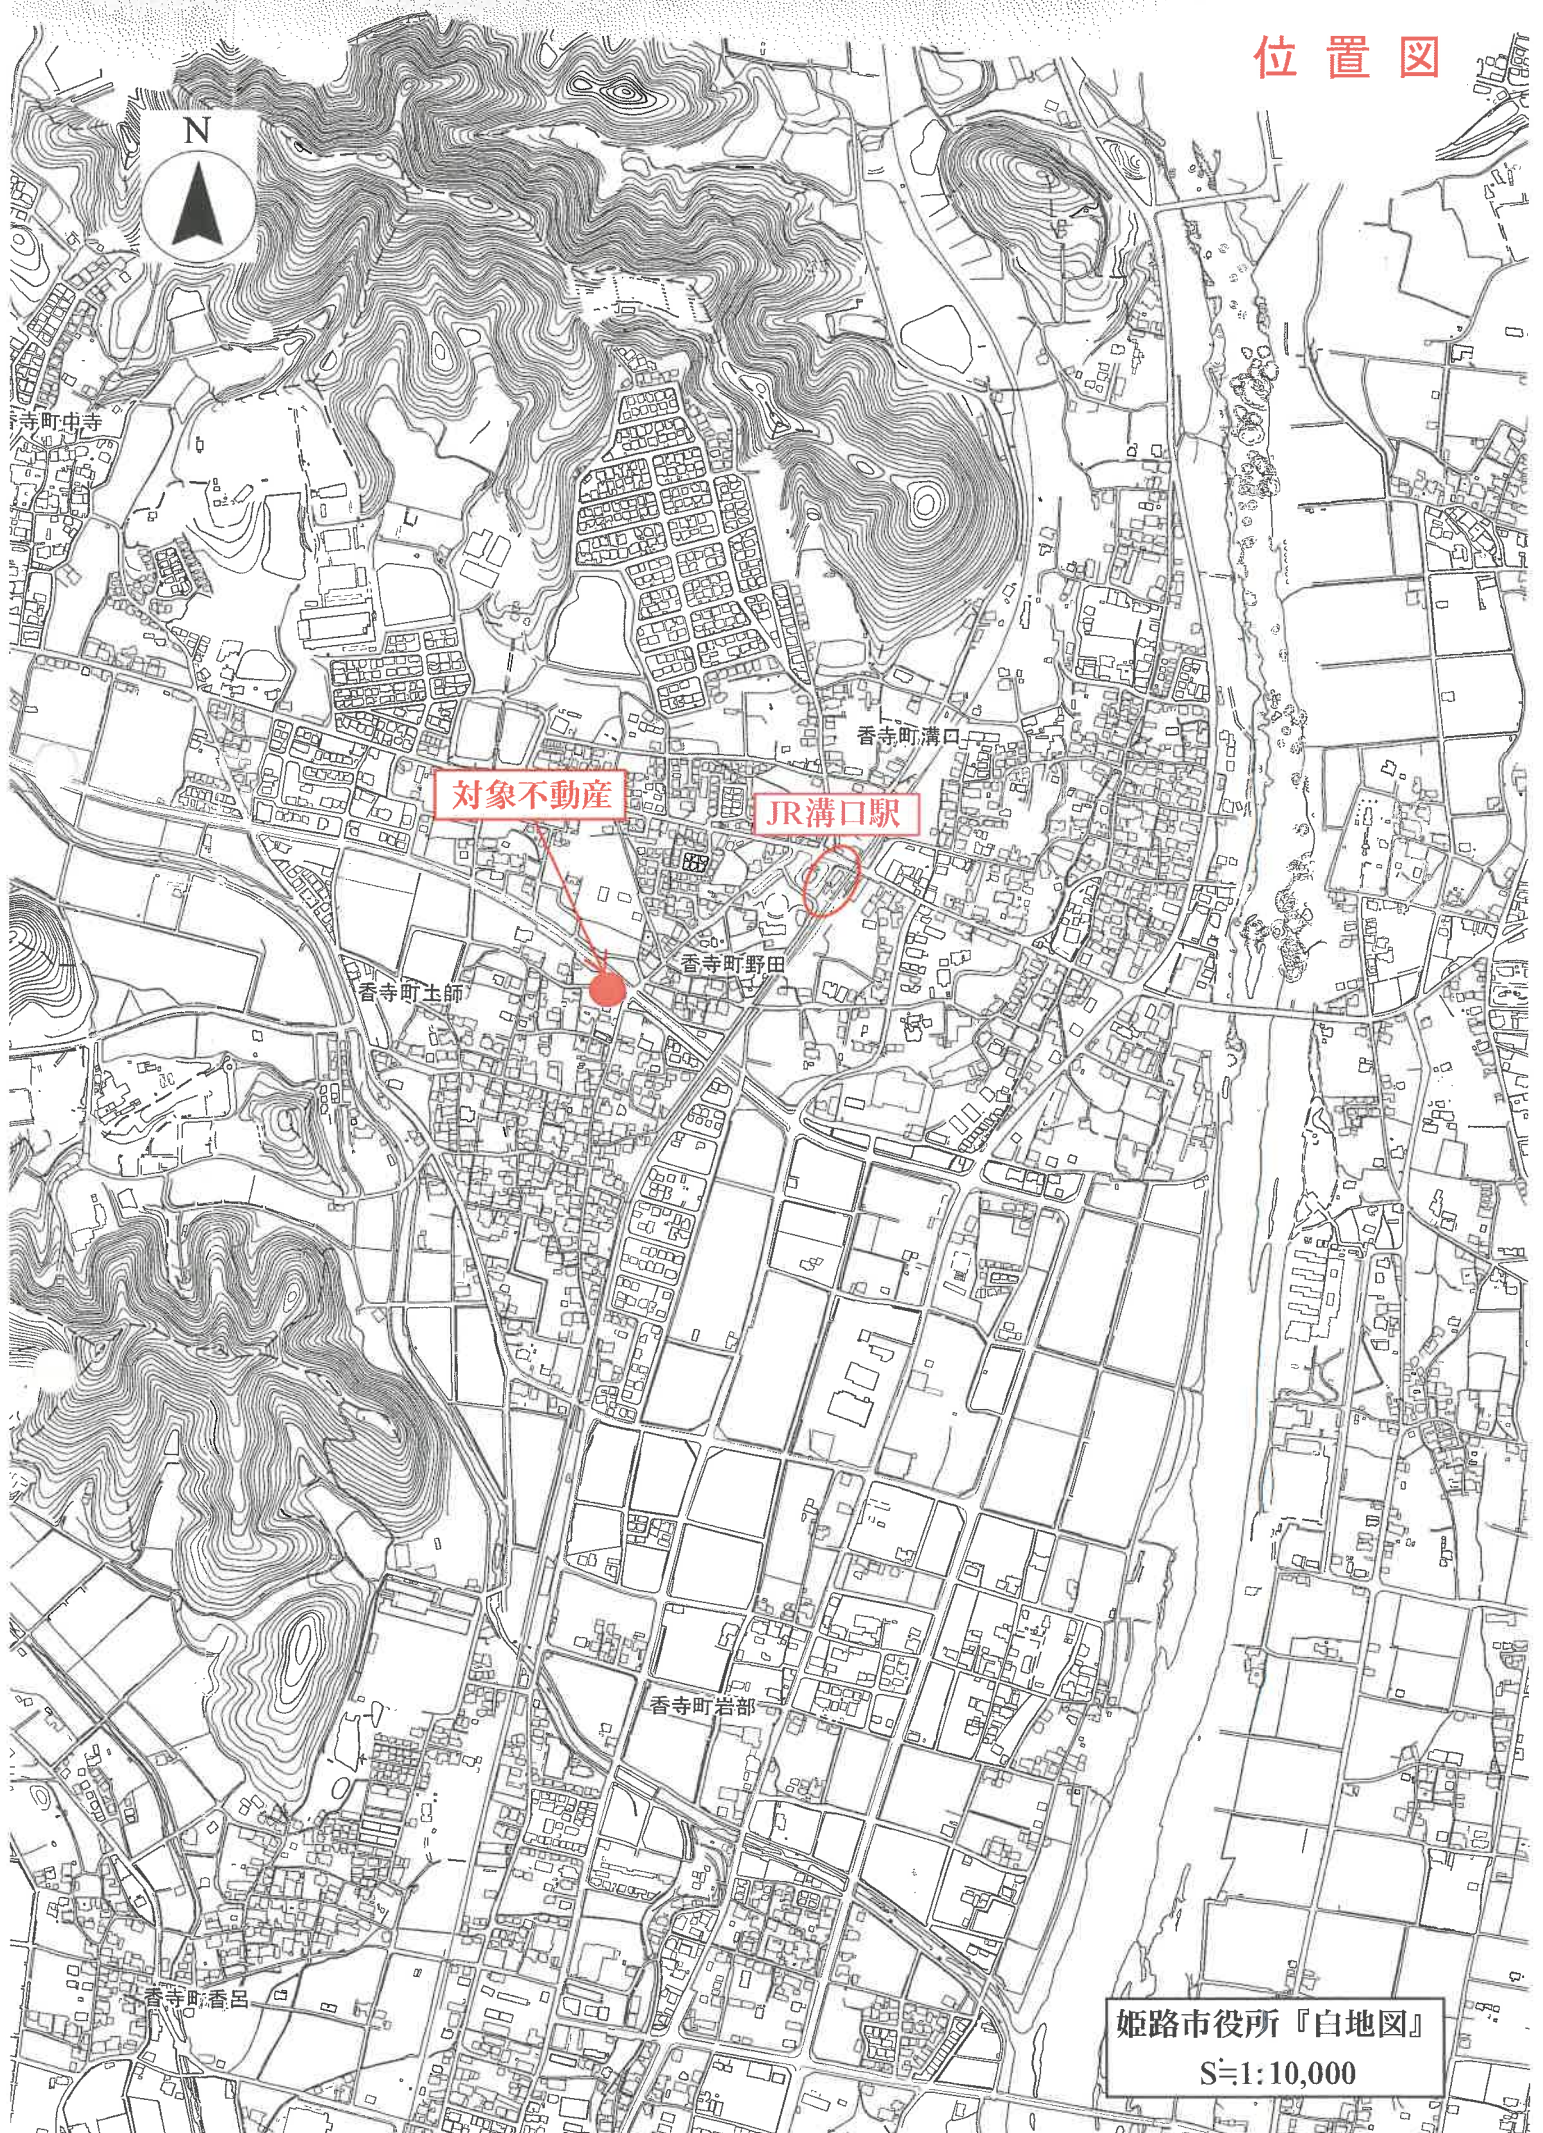 位置図
N
香寺町中寺
香寺町溝口
対象不動産
JR溝口駅
香寺町野田
香寺町土師
香寺町岩部
香寺町香呂
姫路市役所『白地図』
S≒1:10,000